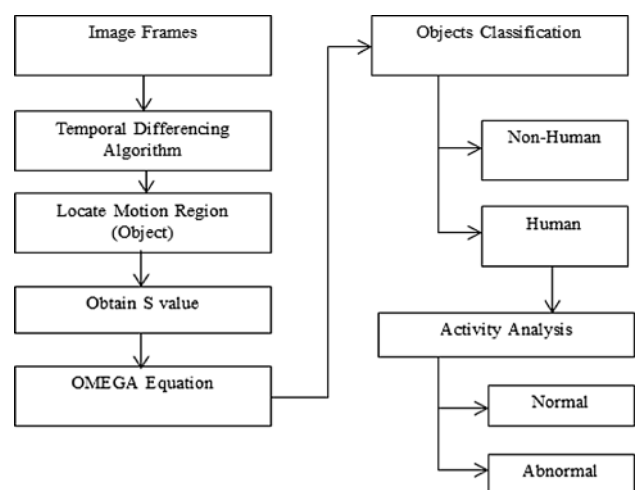 Image Frames
Temporal Differencing
Algorithm
Locate Motion Region
(Object)
Obtain S value
OMEGA Equation
Objects Classification
Non-Human
Human
Activity Analysis
Normal
Abnormal